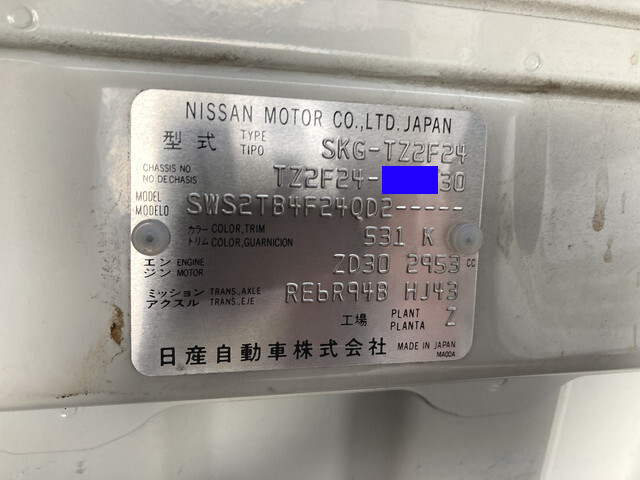 NISSAN MOTOR CO.,LTD. JAPAN
型式 TYPE TIPO SKG-TZ2F24
CHASSIS NO NO.DE CHASIS TZ2F24- 30
MODEL MODELO SWS2TB4F24QD2-----
カラー COLOR,TRIM
トリム COLOR,GUARNICION 531 K
エンジン ENGINE MOTOR ZD30 2953 CC
ミッション TRANS.,AXLE
アクスル TRANS.,EJE RE6R94B HJ43
工場 PLANT PLANTA Z
日産自動車株式会社 MADE IN JAPAN
MA00A